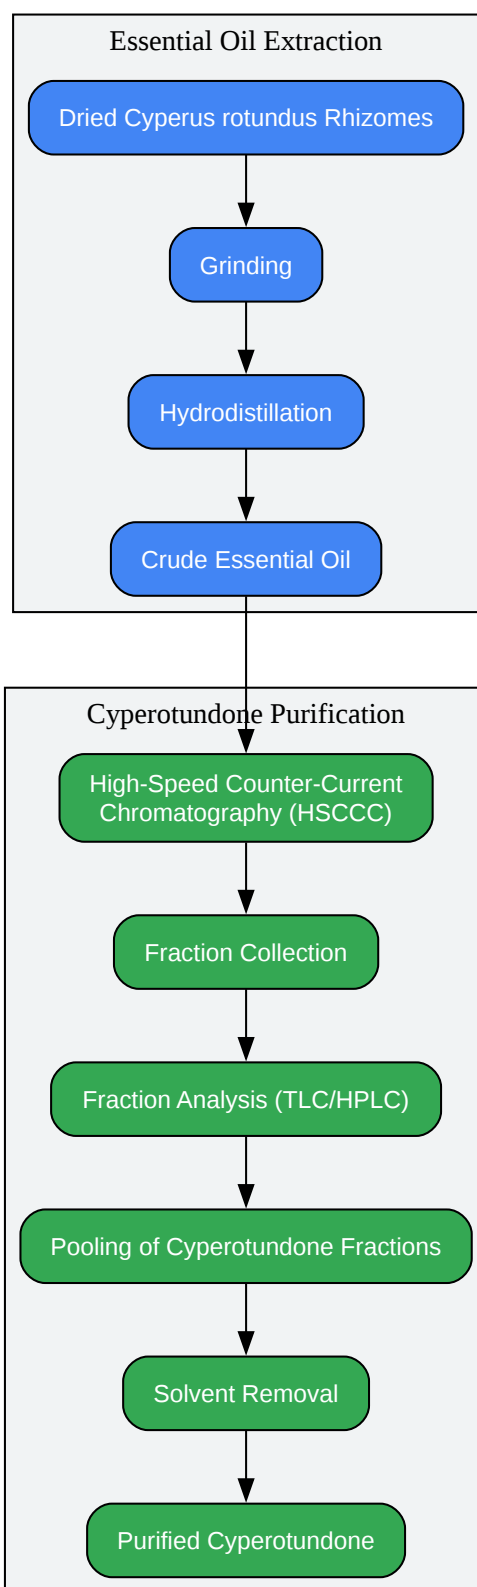 Essential Oil Extraction
Dried Cyperus rotundus Rhizomes
Grinding
Hydrodistillation
Crude Essential Oil
Cyperotundone Purification
High-Speed Counter-Current
Chromatography (HSCCC)
Fraction Collection
Fraction Analysis (TLC/HPLC)
Pooling of Cyperotundone Fractions
Solvent Removal
Purified Cyperotundone